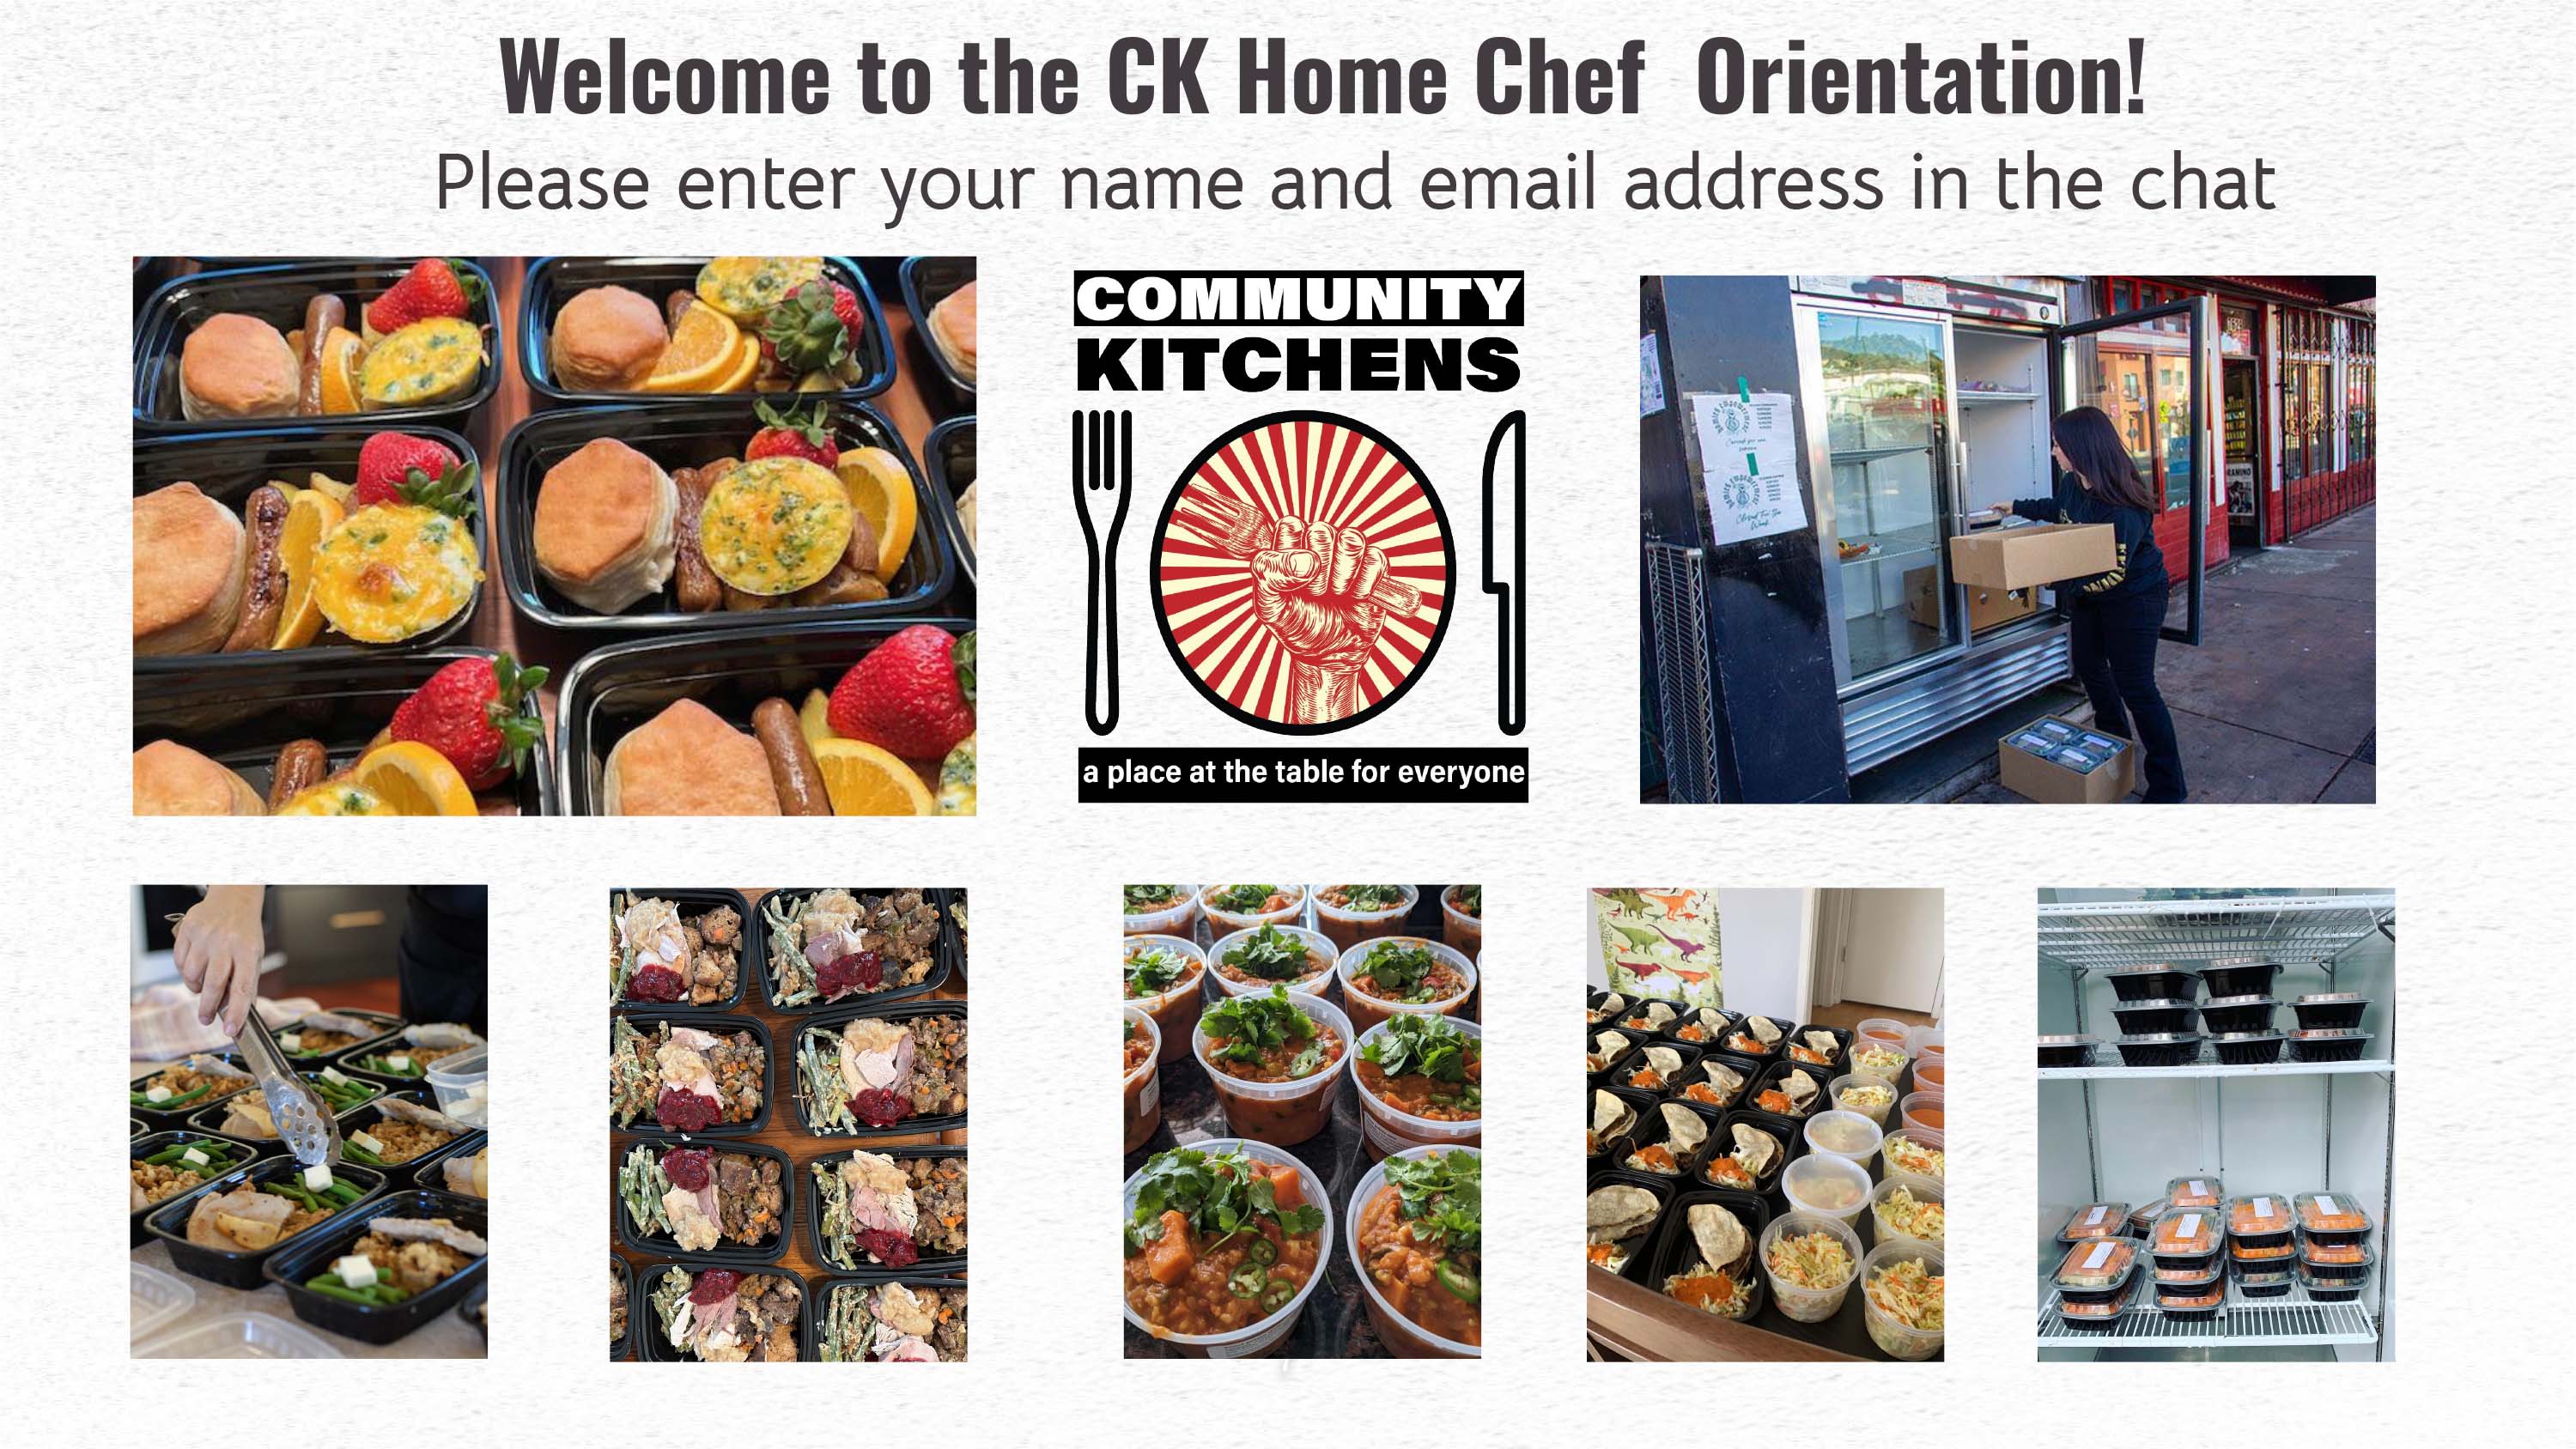 Welcome to the CK Home Chef Orientation!
Please enter your name and email address in the chat
COMMUNITY
KITCHENS
a place at the table for everyone